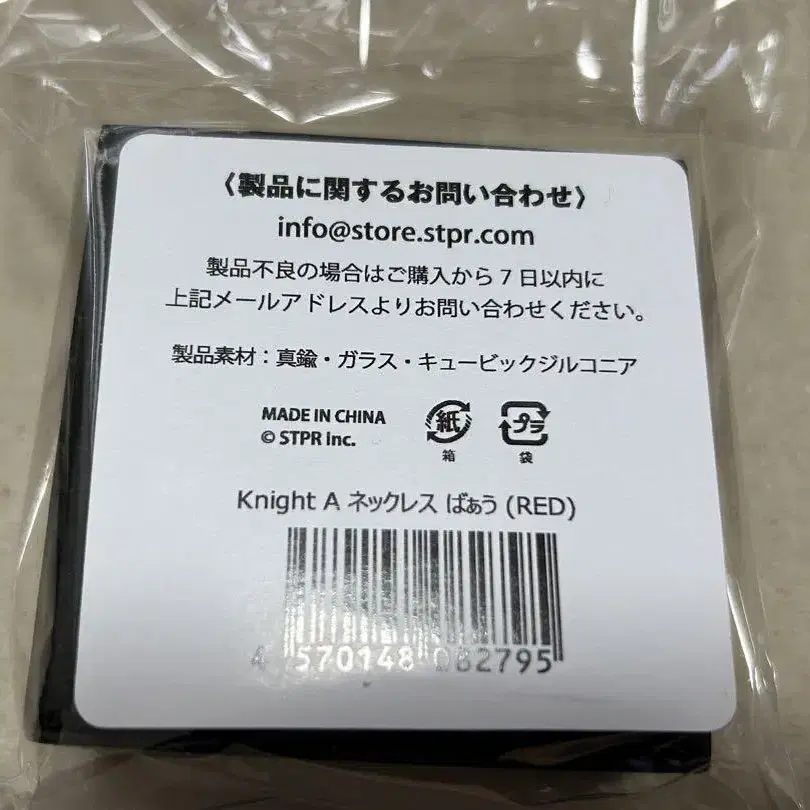 〈製品に関するお問い合わせ〉
info@store.stpr.com
製品不良の場合はご購入から7日以内に
上記メールアドレスよりお問い合わせください。
製品素材：真鍮・ガラス・キュービックジルコニア
MADE IN CHINA
© STPR Inc.
紙
箱
プラ
袋
Knight A ネックレス ばぁう (RED)
4 570148 082795